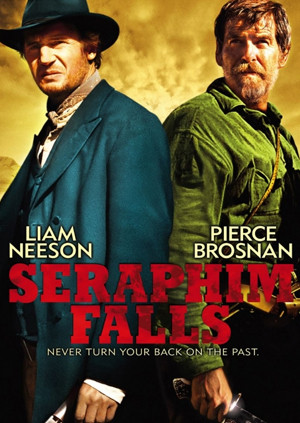 LIAM NEESON
PIERCE BROSNAN
SERAPHIM
FALLS
NEVER TURN YOUR BACK ON THE PAST.